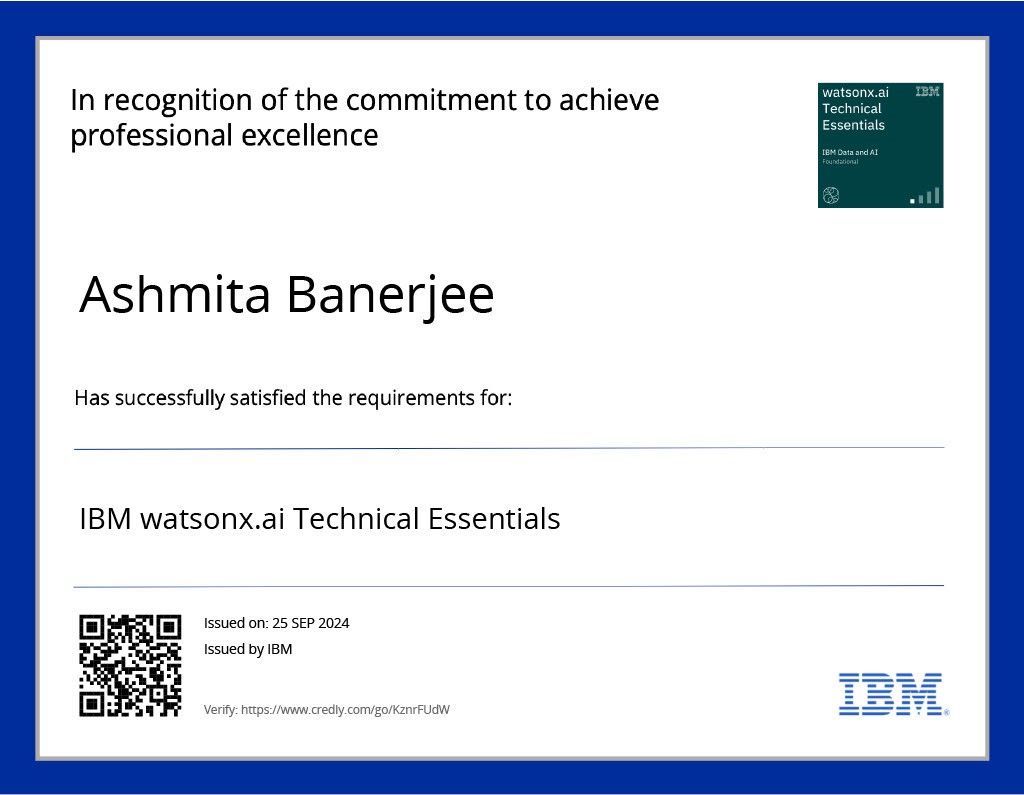 In recognition of the commitment to achieve
professional excellence
watsonx.ai
Technical
Essentials
IBM
IBM Data and AI
Foundational
Ashmita Banerjee
Has successfully satisfied the requirements for:
IBM watsonx.ai Technical Essentials
Issued on: 25 SEP 2024
Issued by IBM
Verify: https://www.credly.com/go/KznrFUdW
IBM®